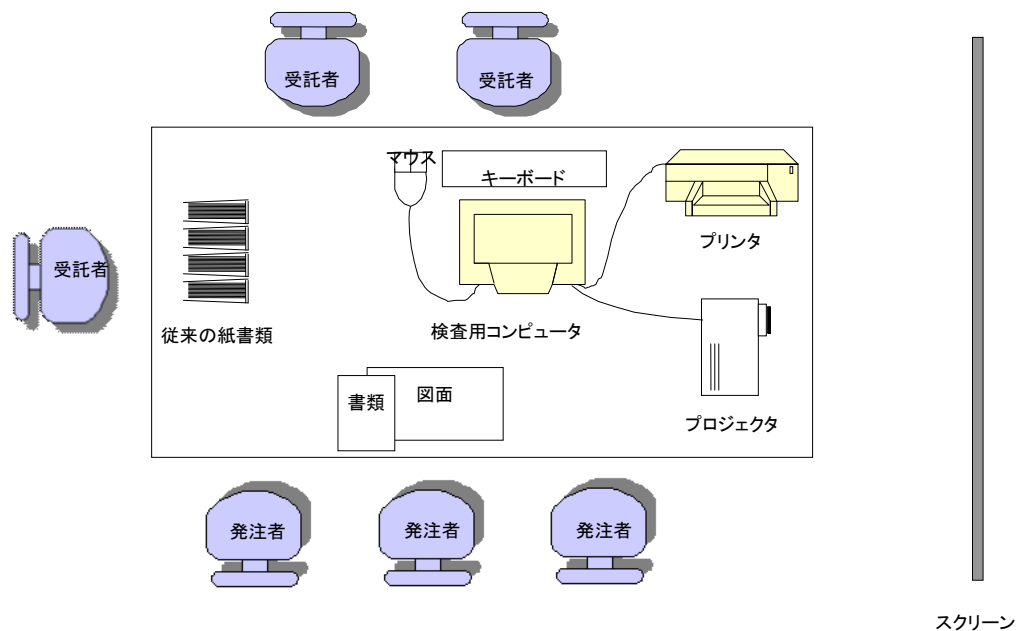 受託者
受託者
マウス
キーボード
プリンタ
受託者
従来の紙書類
検査用コンピュータ
書類
図面
プロジェクタ
発注者
発注者
発注者
スクリーン